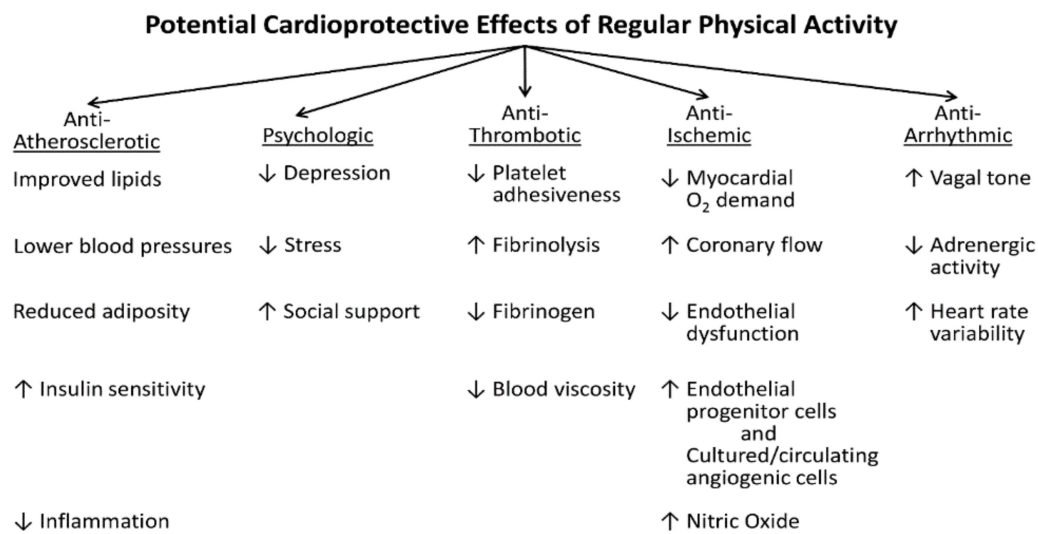 Potential Cardioprotective Effects of Regular Physical Activity
Anti-
Atherosclerotic
Improved lipids
Lower blood pressures
Reduced adiposity
↑ Insulin sensitivity
↓ Inflammation
Psychologic
↓ Depression
↓ Stress
↑ Social support
Anti-
Thrombotic
↓ Platelet
adhesiveness
↑ Fibrinolysis
↓ Fibrinogen
↓ Blood viscosity
Anti-
Ischemic
↓ Myocardial
O₂ demand
↑ Coronary flow
↓ Endothelial
dysfunction
↑ Endothelial
progenitor cells
and
Cultured/circulating
angiogenic cells
↑ Nitric Oxide
Anti-
Arrhythmic
↑ Vagal tone
↓ Adrenergic
activity
↑ Heart rate
variability